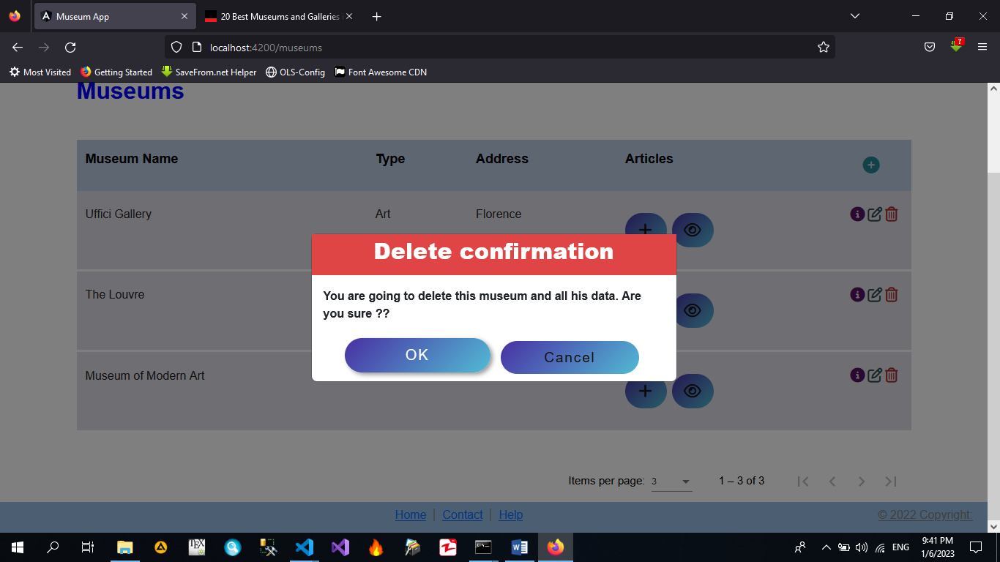 Museum App
20 Best Museums and Galleries
localhost:4200/museums
Most Visited
Getting Started
SaveFrom.net Helper
OLS-Config
Font Awesome CDN
?
Museums
Museum Name Type Address Articles
Uffici Gallery Art Florence
Delete confirmation
You are going to delete this museum and all his data. Are
you sure ??
OK Cancel
The Louvre
Museum of Modern Art
Items per page: 3 1 – 3 of 3
Home | Contact | Help
© 2022 Copyright:
TEX
ENG
9:41 PM
1/6/2023